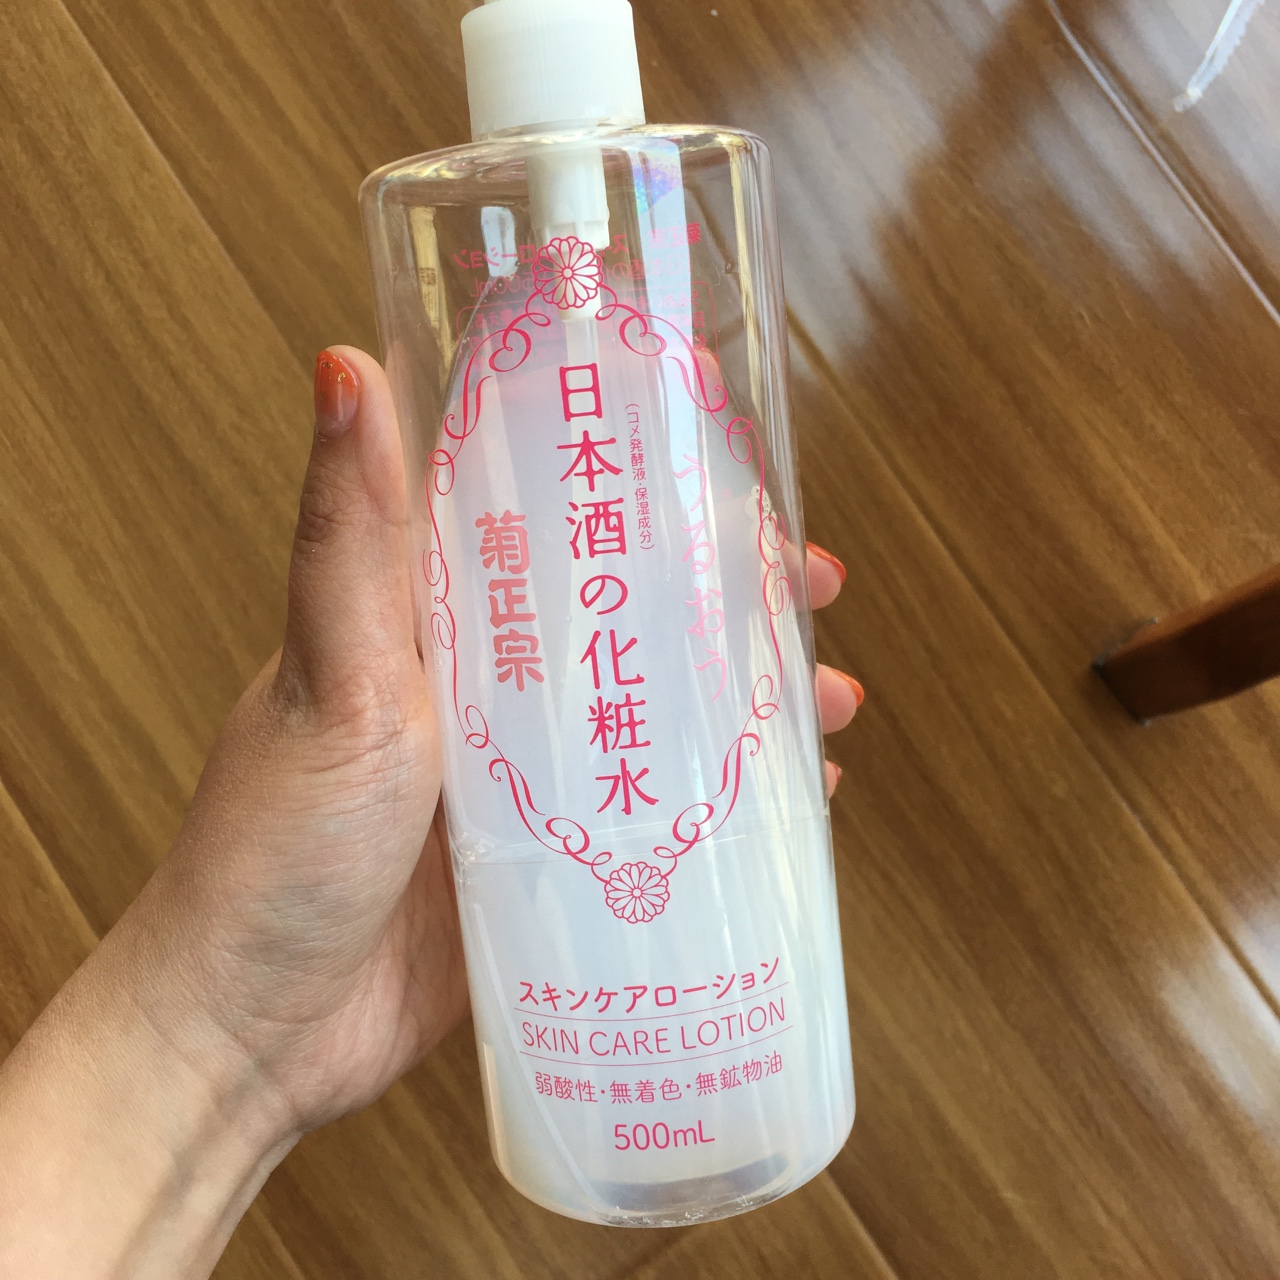 うるおう
日本酒の化粧水
（コメ発酵液・保湿成分）
菊正宗
スキンケアローション
SKIN CARE LOTION
弱酸性・無着色・無鉱物油
500mL